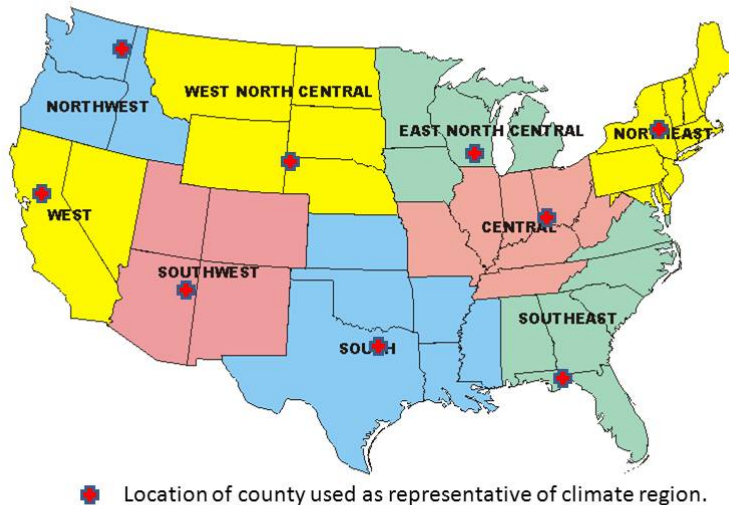 NORTHWEST
WEST NORTH CENTRAL
EAST NORTH CENTRAL
NORTHEAST
WEST
CENTRAL
SOUTHWEST
SOUTHEAST
SOUTH
Location of county used as representative of climate region.